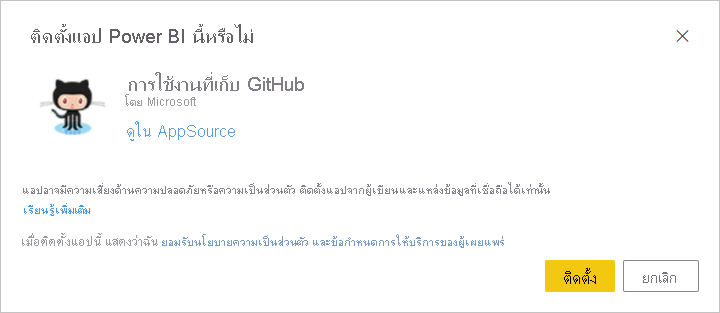 ติดตั้งแอป Power BI นี้หรือไม่
การใช้งานที่เก็บ GitHub
โดย Microsoft
ดูใน AppSource
แอปอาจมีความเสี่ยงด้านความปลอดภัยหรือความเป็นส่วนตัว ติดตั้งแอปจากผู้เขียนและแหล่งข้อมูลที่เชื่อถือได้เท่านั้น
เรียนรู้เพิ่มเติม
เมื่อติดตั้งแอปนี้ แสดงว่าฉัน ยอมรับนโยบายความเป็นส่วนตัว และข้อกำหนดการให้บริการของผู้เผยแพร่
ติดตั้ง
ยกเลิก